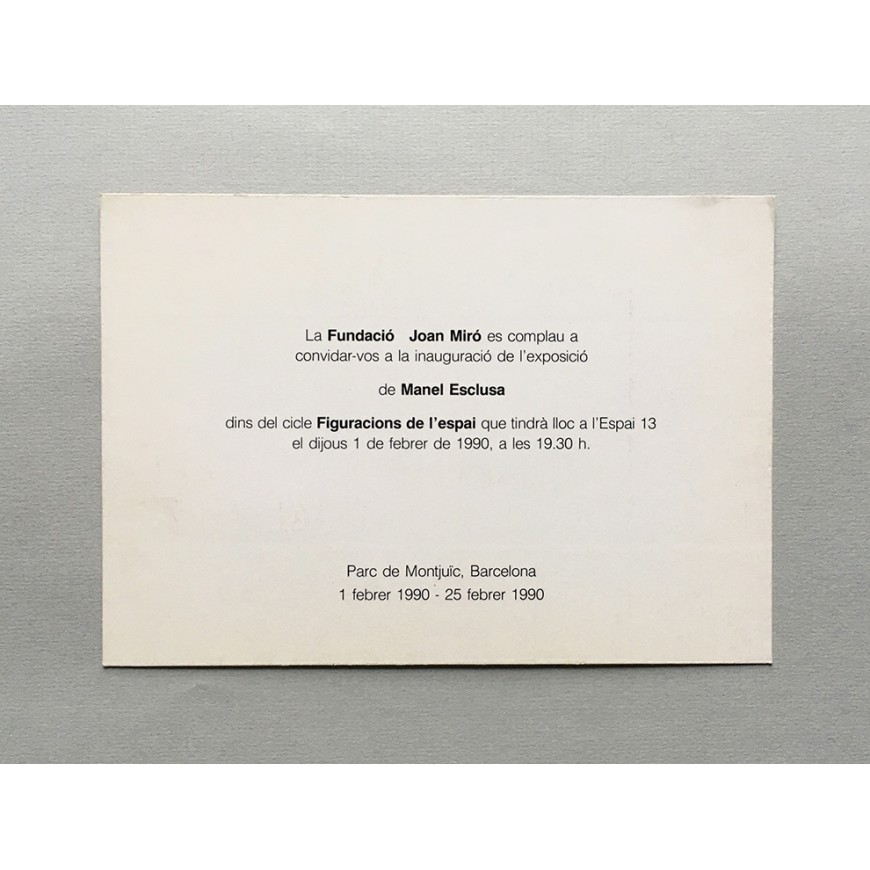 La Fundació Joan Miró es complau a
convidar-vos a la inauguració de l'exposició
de Manel Esclusa
dins del cicle Figuracions de l'espai que tindrà lloc a l'Espai 13
el dijous 1 de febrer de 1990, a les 19.30 h.
Parc de Montjuïc, Barcelona
1 febrer 1990 - 25 febrer 1990